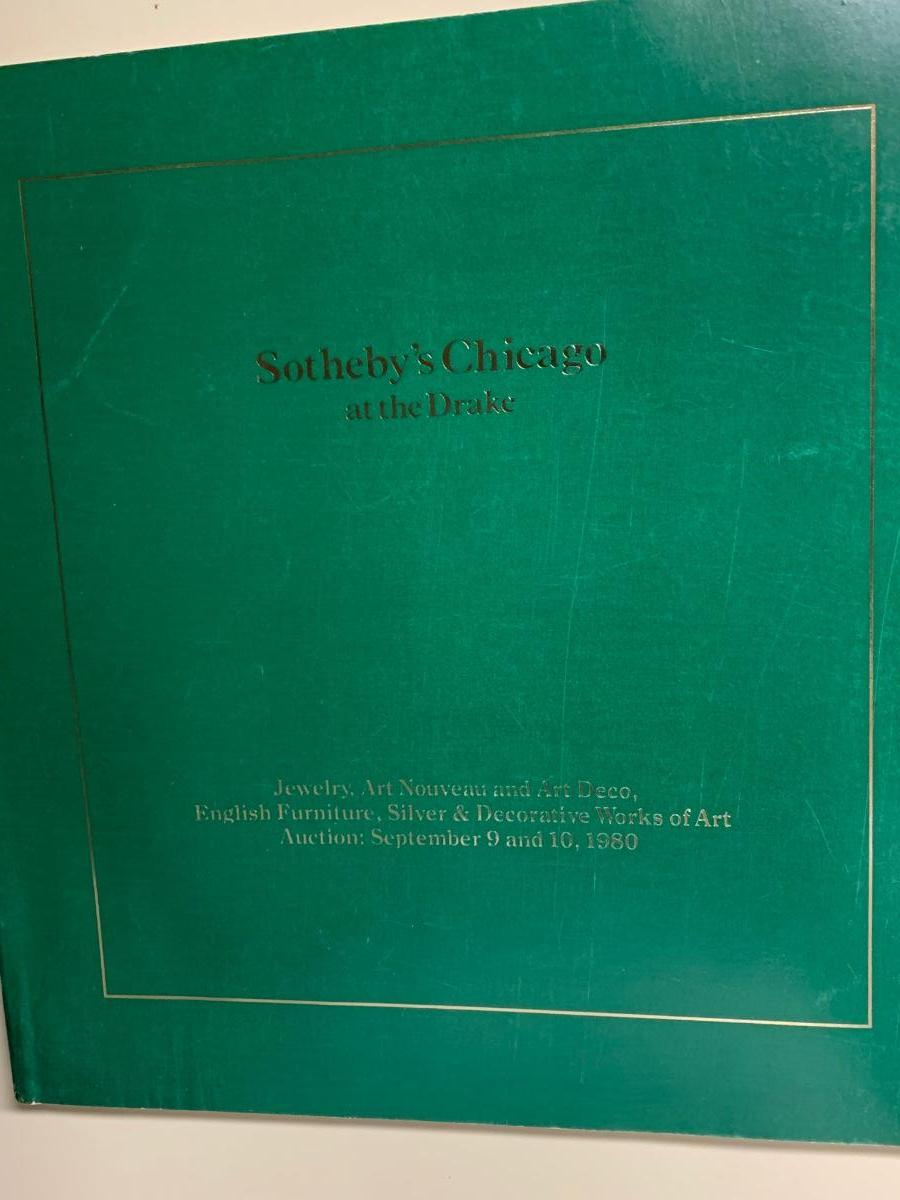 Sotheby's Chicago
at the Drake
Jewelry, Art Nouveau and Art Deco,
English Furniture, Silver & Decorative Works of Art
Auction: September 9 and 10, 1980